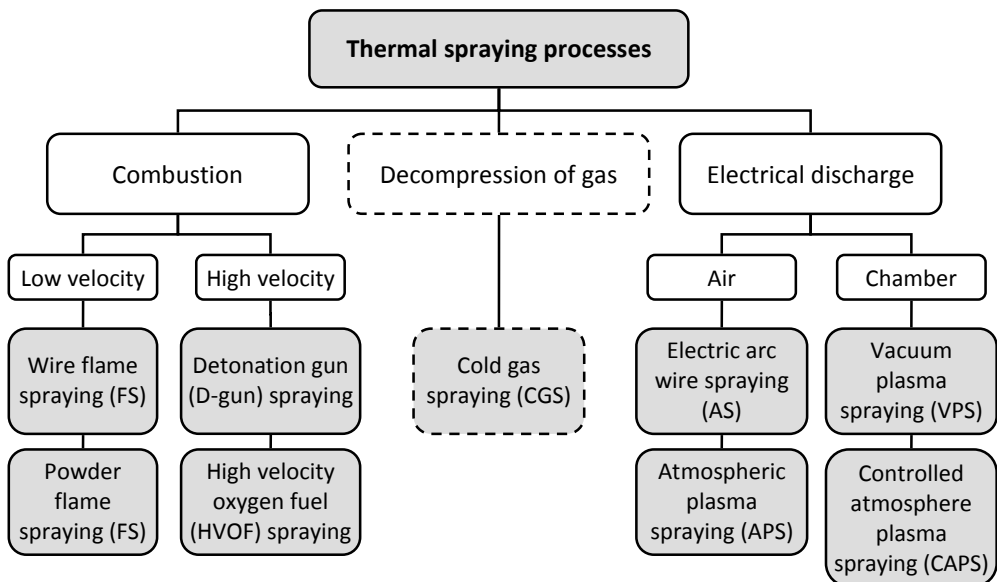 Thermal spraying processes
Combustion
Decompression of gas
Electrical discharge
Low velocity
High velocity
Air
Chamber
Wire flame
spraying (FS)
Detonation gun
(D-gun) spraying
Cold gas
spraying (CGS)
Electric arc
wire spraying
(AS)
Vacuum
plasma
spraying (VPS)
Powder
flame
spraying (FS)
High velocity
oxygen fuel
(HVOF) spraying
Atmospheric
plasma
spraying (APS)
Controlled
atmosphere
plasma
spraying (CAPS)